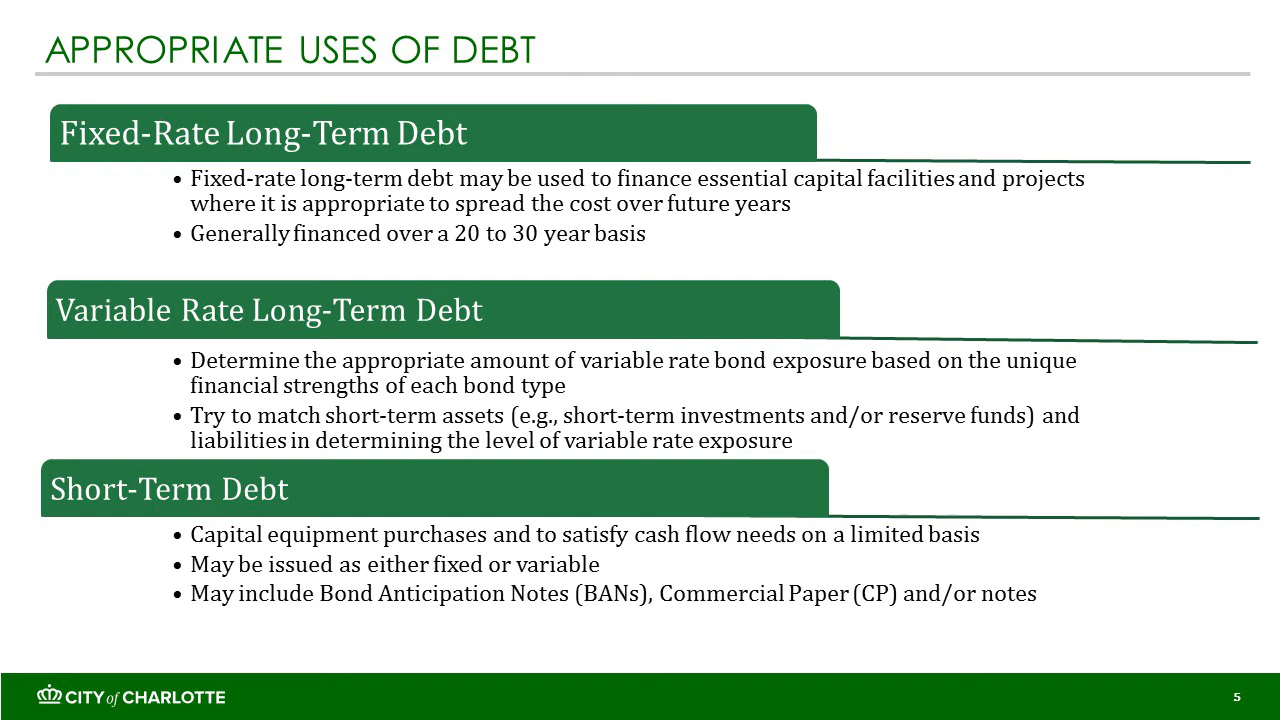 APPROPRIATE USES OF DEBT
Fixed-Rate Long-Term Debt
• Fixed-rate long-term debt may be used to finance essential capital facilities and projects
where it is appropriate to spread the cost over future years
• Generally financed over a 20 to 30 year basis
Variable Rate Long-Term Debt
• Determine the appropriate amount of variable rate bond exposure based on the unique
financial strengths of each bond type
• Try to match short-term assets (e.g., short-term investments and/or reserve funds) and
liabilities in determining the level of variable rate exposure
Short-Term Debt
• Capital equipment purchases and to satisfy cash flow needs on a limited basis
• May be issued as either fixed or variable
• May include Bond Anticipation Notes (BANs), Commercial Paper (CP) and/or notes
CITY of CHARLOTTE
5